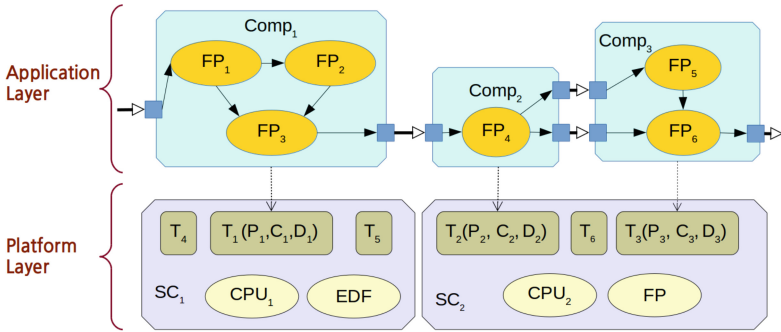 Application
Layer
Comp₁
FP₁
FP₂
FP₃
Comp₂
FP₄
Comp₃
FP₅
FP₆
Platform
Layer
T₄
T₁(P₁,C₁,D₁)
T₅
SC₁
CPU₁
EDF
T₂(P₂, C₂, D₂)
T₆
T₃(P₃, C₃, D₃)
SC₂
CPU₂
FP